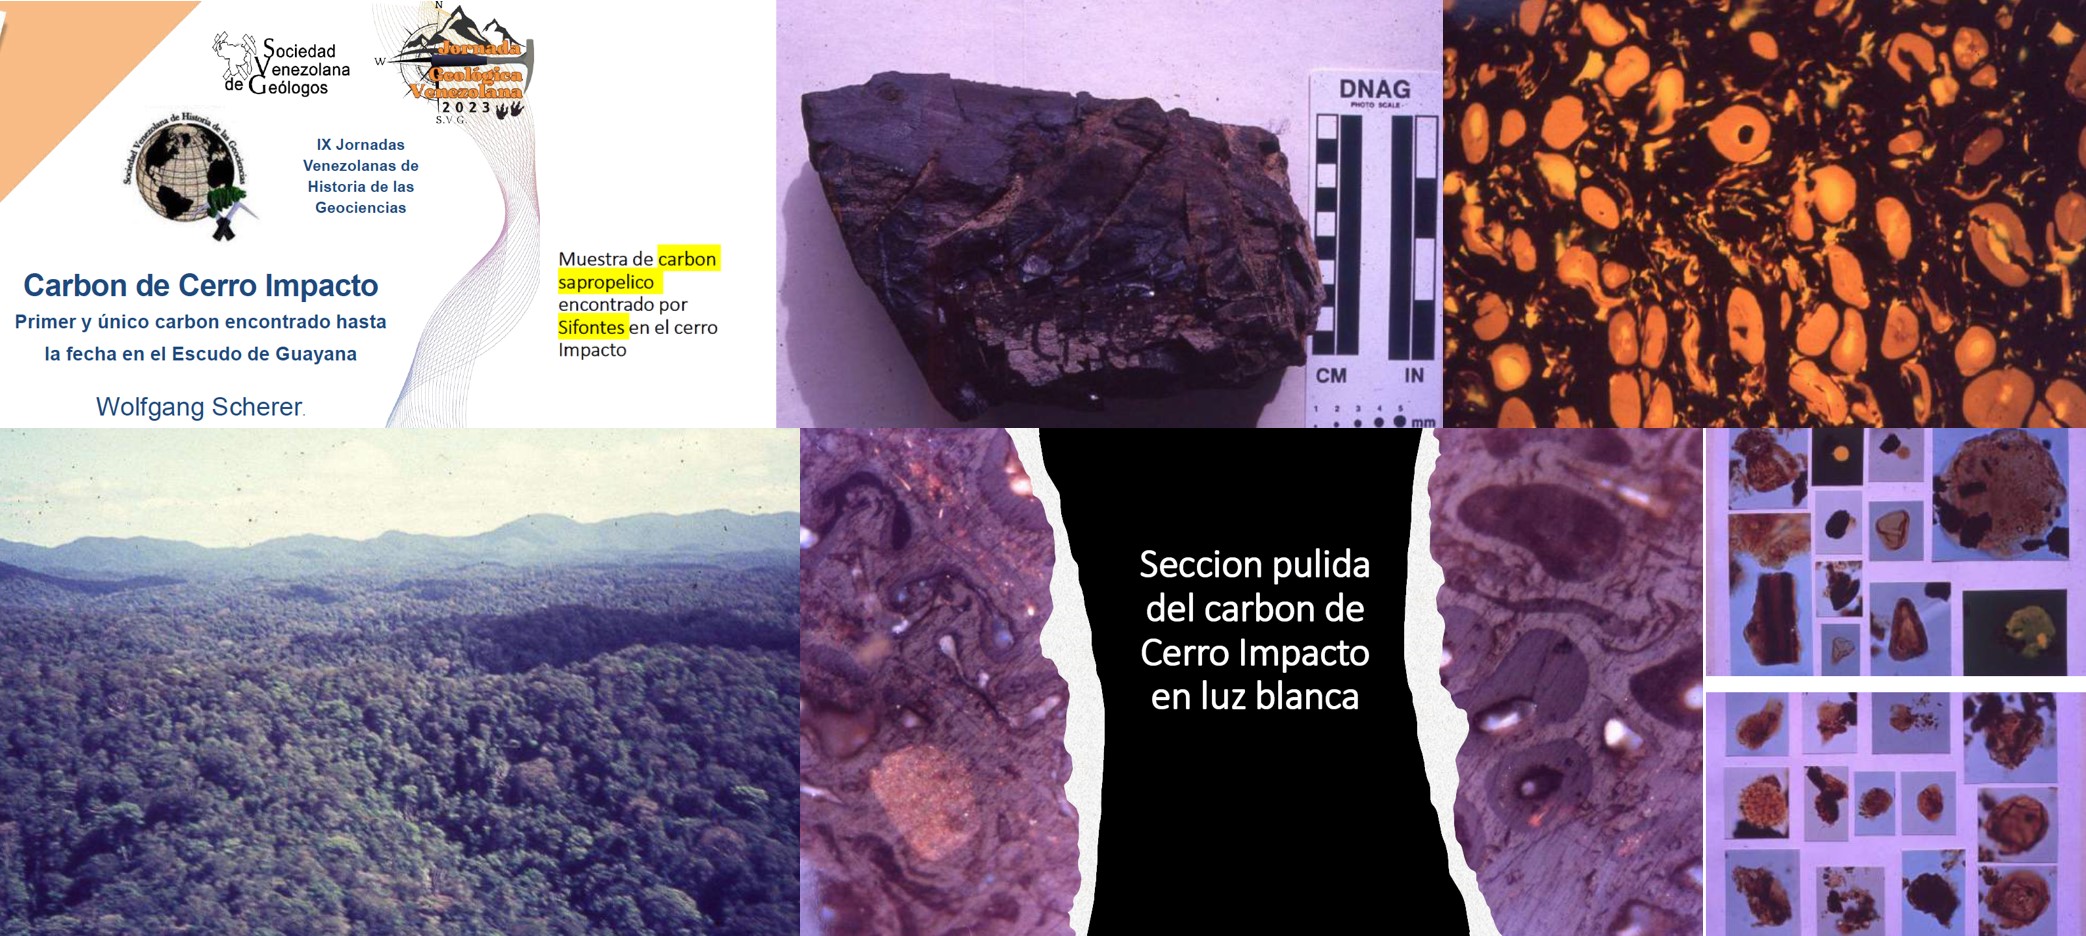 Sociedad
Venezolana
de Geólogos
N
W
Jornada
Geológica
Venezolana
2023
S.V.G.
Sociedad Venezolana de Historia de las Geociencias
IX Jornadas
Venezolanas de
Historia de las
Geociencias
Carbon de Cerro Impacto
Primer y único carbon encontrado hasta
la fecha en el Escudo de Guayana
Wolfgang Scherer.
Muestra de carbon
sapropelico
encontrado por
Sifontes en el cerro
Impacto
DNAG
PHOTO SCALE
CM IN
1 2 3 4 5
mm
Seccion pulida
del carbon de
Cerro Impacto
en luz blanca